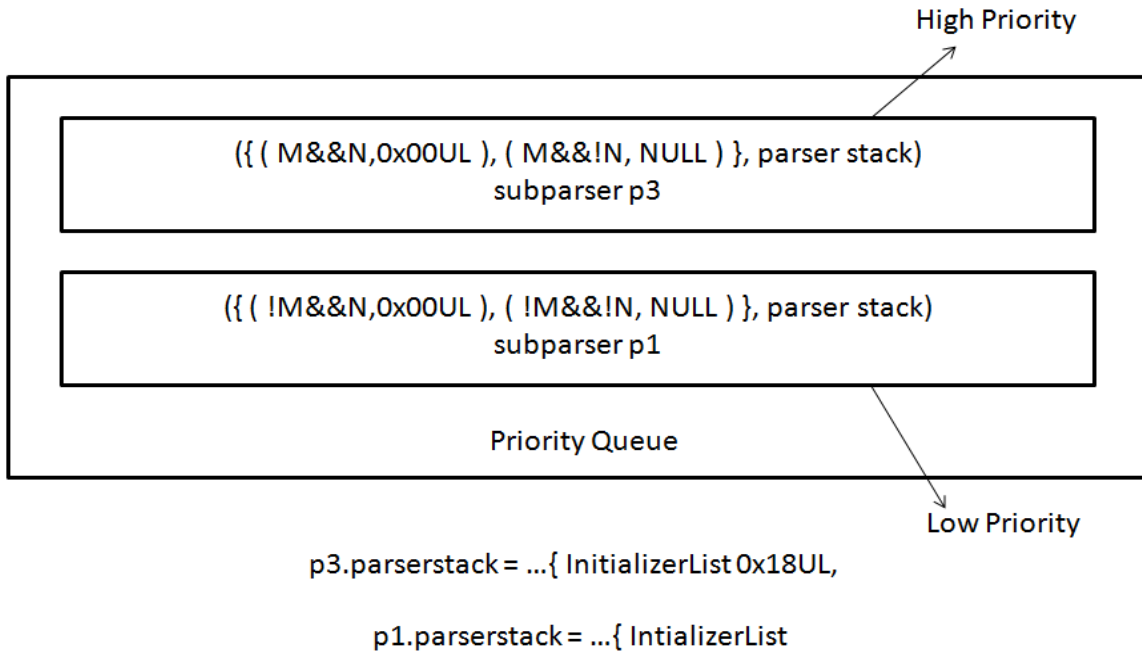 High Priority
({ ( M&&N,0x00UL ), ( M&&!N, NULL ) }, parser stack)
subparser p3
({ ( !M&&N,0x00UL ), ( !M&&!N, NULL ) }, parser stack)
subparser p1
Priority Queue
Low Priority
p3.parserstack = ...{ InitializerList 0x18UL,
p1.parserstack = ...{ IntializerList